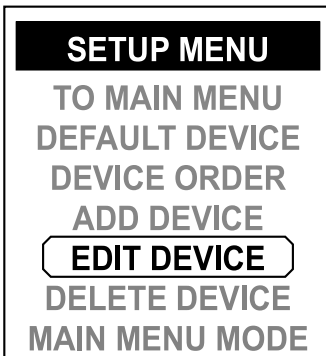 SETUP MENU
TO MAIN MENU
DEFAULT DEVICE
DEVICE ORDER
ADD DEVICE
EDIT DEVICE
DELETE DEVICE
MAIN MENU MODE